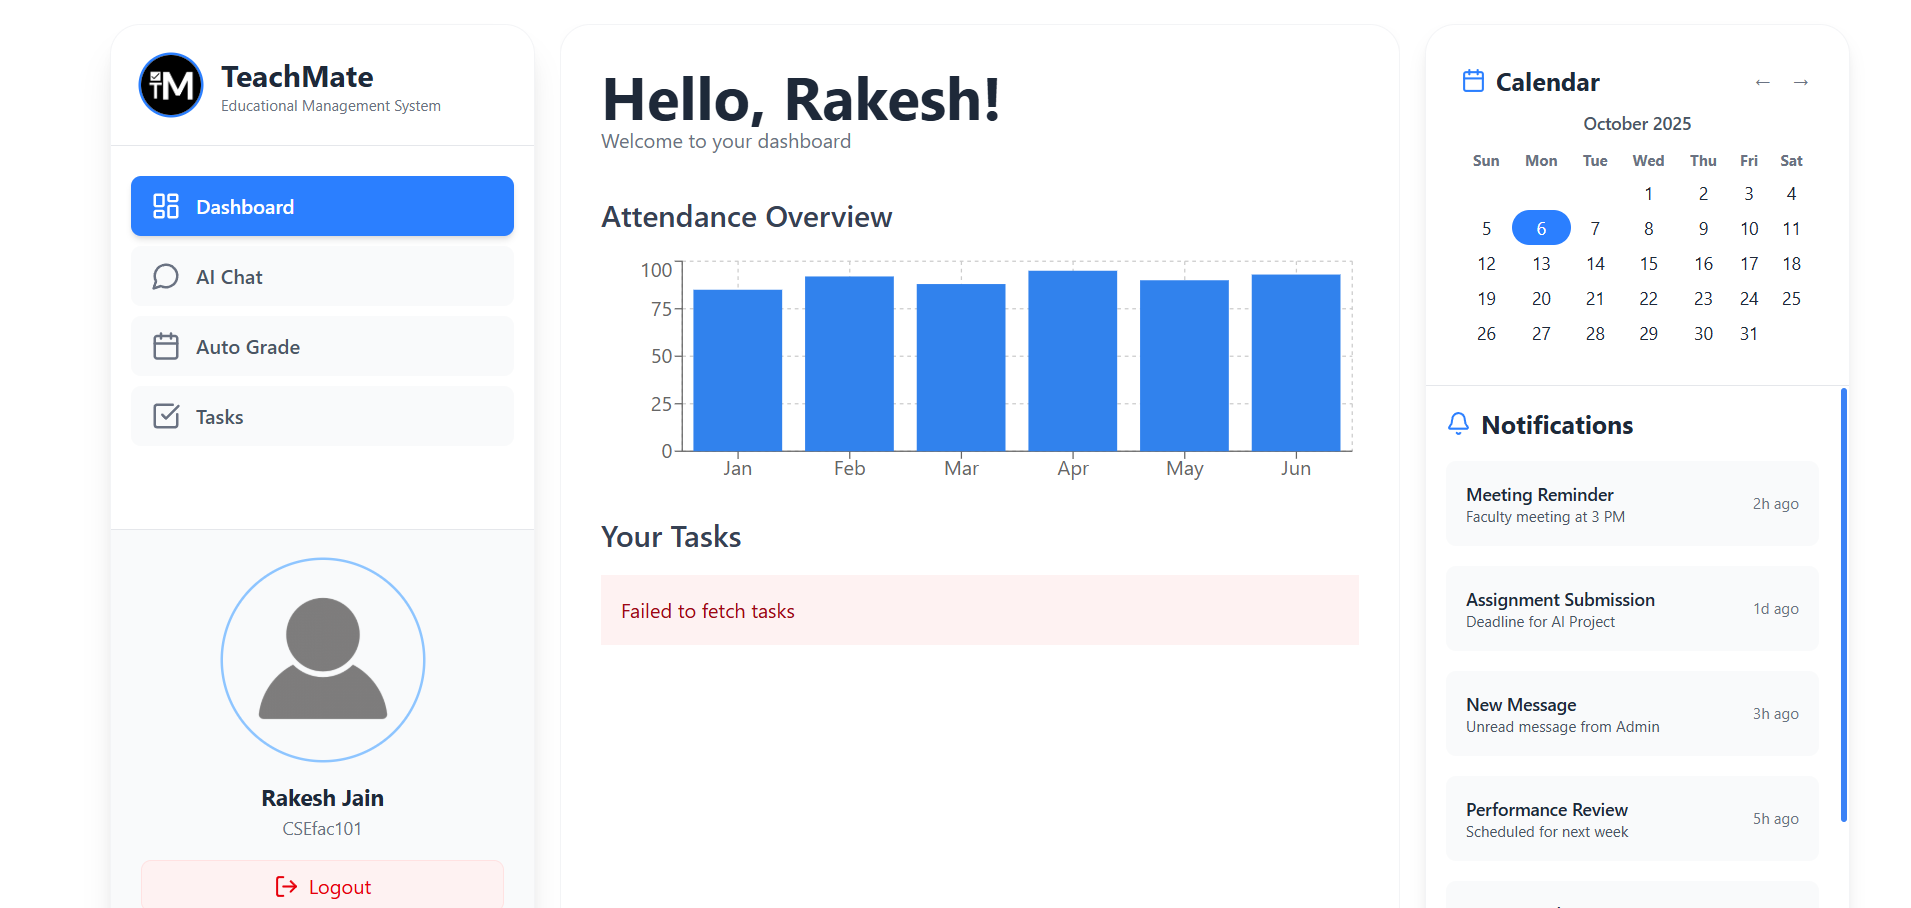 TM
TeachMate
Educational Management System
Dashboard
AI Chat
Auto Grade
Tasks
Rakesh Jain
CSEfac101
Logout
Hello, Rakesh!
Welcome to your dashboard
Attendance Overview
100
75
50
25
0
Jan Feb Mar Apr May Jun
Your Tasks
Failed to fetch tasks
Calendar ← →
October 2025
Sun Mon Tue Wed Thu Fri Sat
1 2 3 4
5 6 7 8 9 10 11
12 13 14 15 16 17 18
19 20 21 22 23 24 25
26 27 28 29 30 31
Notifications
Meeting Reminder
Faculty meeting at 3 PM
2h ago
Assignment Submission
Deadline for AI Project
1d ago
New Message
Unread message from Admin
3h ago
Performance Review
Scheduled for next week
5h ago